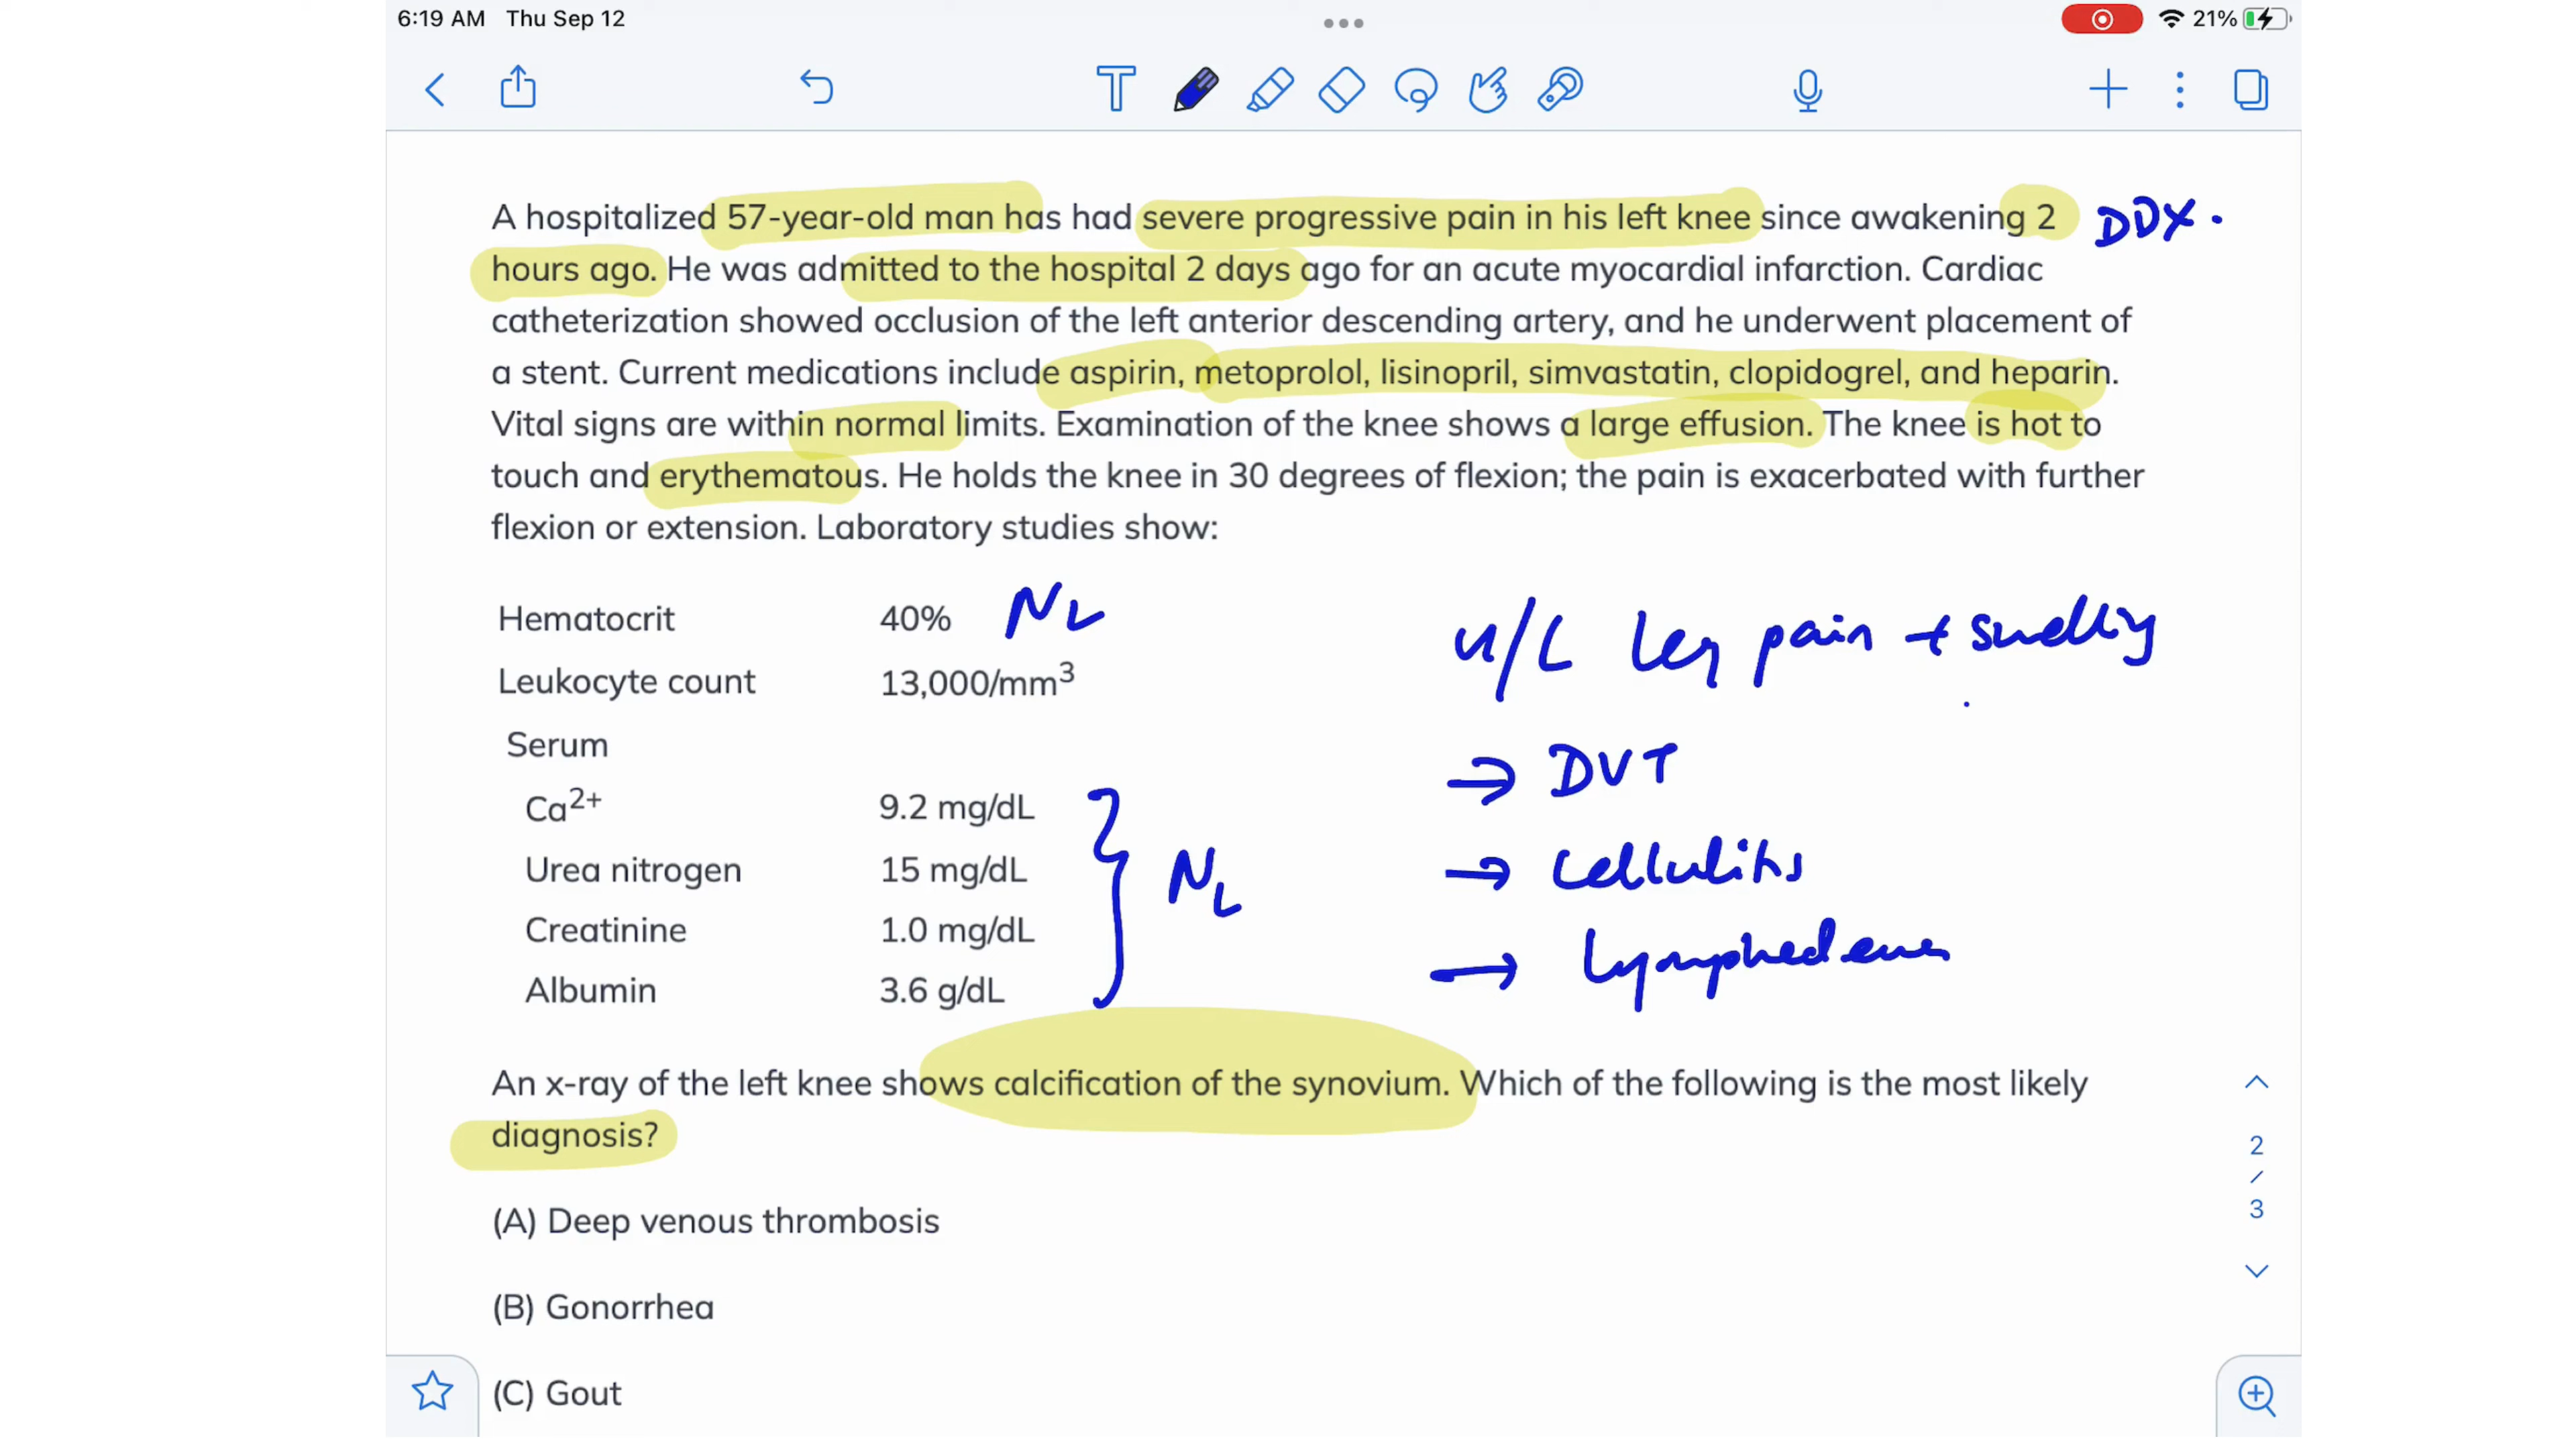 6:19 AM Thu Sep 12
21%
A hospitalized 57-year-old man has had severe progressive pain in his left knee since awakening 2 DDX.
hours ago. He was admitted to the hospital 2 days ago for an acute myocardial infarction. Cardiac
catheterization showed occlusion of the left anterior descending artery, and he underwent placement of
a stent. Current medications include aspirin, metoprolol, lisinopril, simvastatin, clopidogrel, and heparin.
Vital signs are within normal limits. Examination of the knee shows a large effusion. The knee is hot to
touch and erythematous. He holds the knee in 30 degrees of flexion; the pain is exacerbated with further
flexion or extension. Laboratory studies show:
Hematocrit 40% NL
u/L Leg pain + swelling
Leukocyte count 13,000/mm³
Serum
→ DVT
Ca²⁺ 9.2 mg/dL
Urea nitrogen 15 mg/dL NL
→ Cellulitis
Creatinine 1.0 mg/dL
→ Lymphedema
Albumin 3.6 g/dL
An x-ray of the left knee shows calcification of the synovium. Which of the following is the most likely
diagnosis?
2
/
3
(A) Deep venous thrombosis
(B) Gonorrhea
(C) Gout